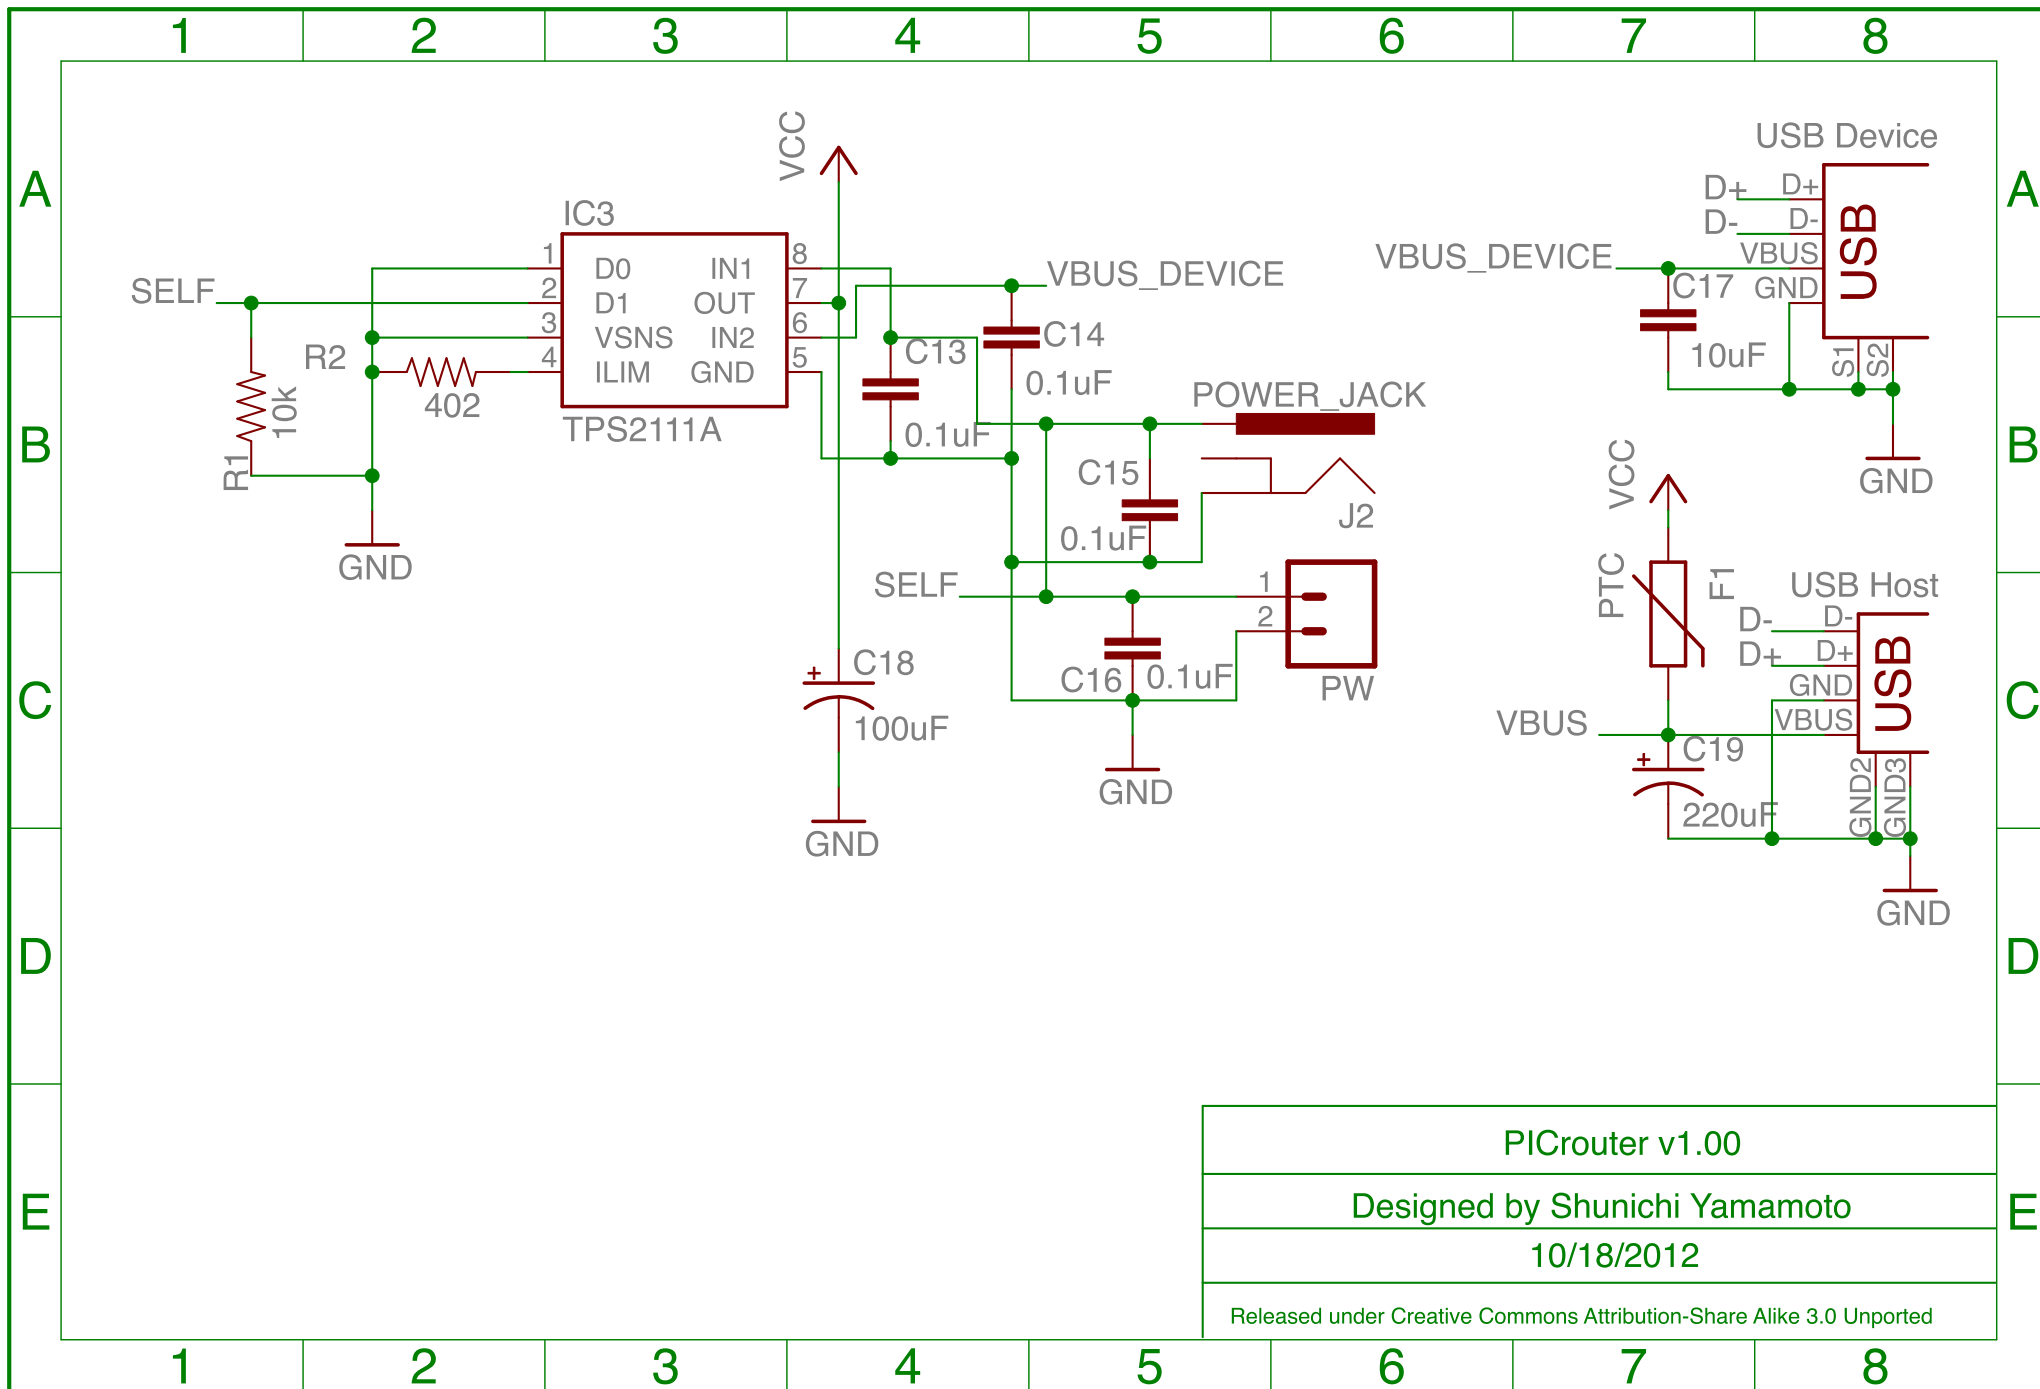 1 2 3 4 5 6 7 8
A A
B B
C C
D D
E E
SELF
R1
10k
R2
402
GND
IC3
1 D0
2 D1
3 VSNS
4 ILIM
IN1 8
OUT 7
IN2 6
GND 5
TPS2111A
VCC
VBUS_DEVICE
C13
0.1uF
C14
0.1uF
POWER_JACK
C15
0.1uF
J2
SELF
1
2
C16 0.1uF
PW
GND
+
C18
100uF
GND
USB Device
D+ D+
D- D-
VBUS_DEVICE
VBUS
GND
USB
S1
S2
C17
10uF
GND
VCC
PTC
F1
USB Host
D- D-
D+ D+
GND
VBUS
VBUS
USB
GND2
GND3
+
C19
220uF
GND
PICrouter v1.00
Designed by Shunichi Yamamoto
10/18/2012
Released under Creative Commons Attribution-Share Alike 3.0 Unported
1 2 3 4 5 6 7 8